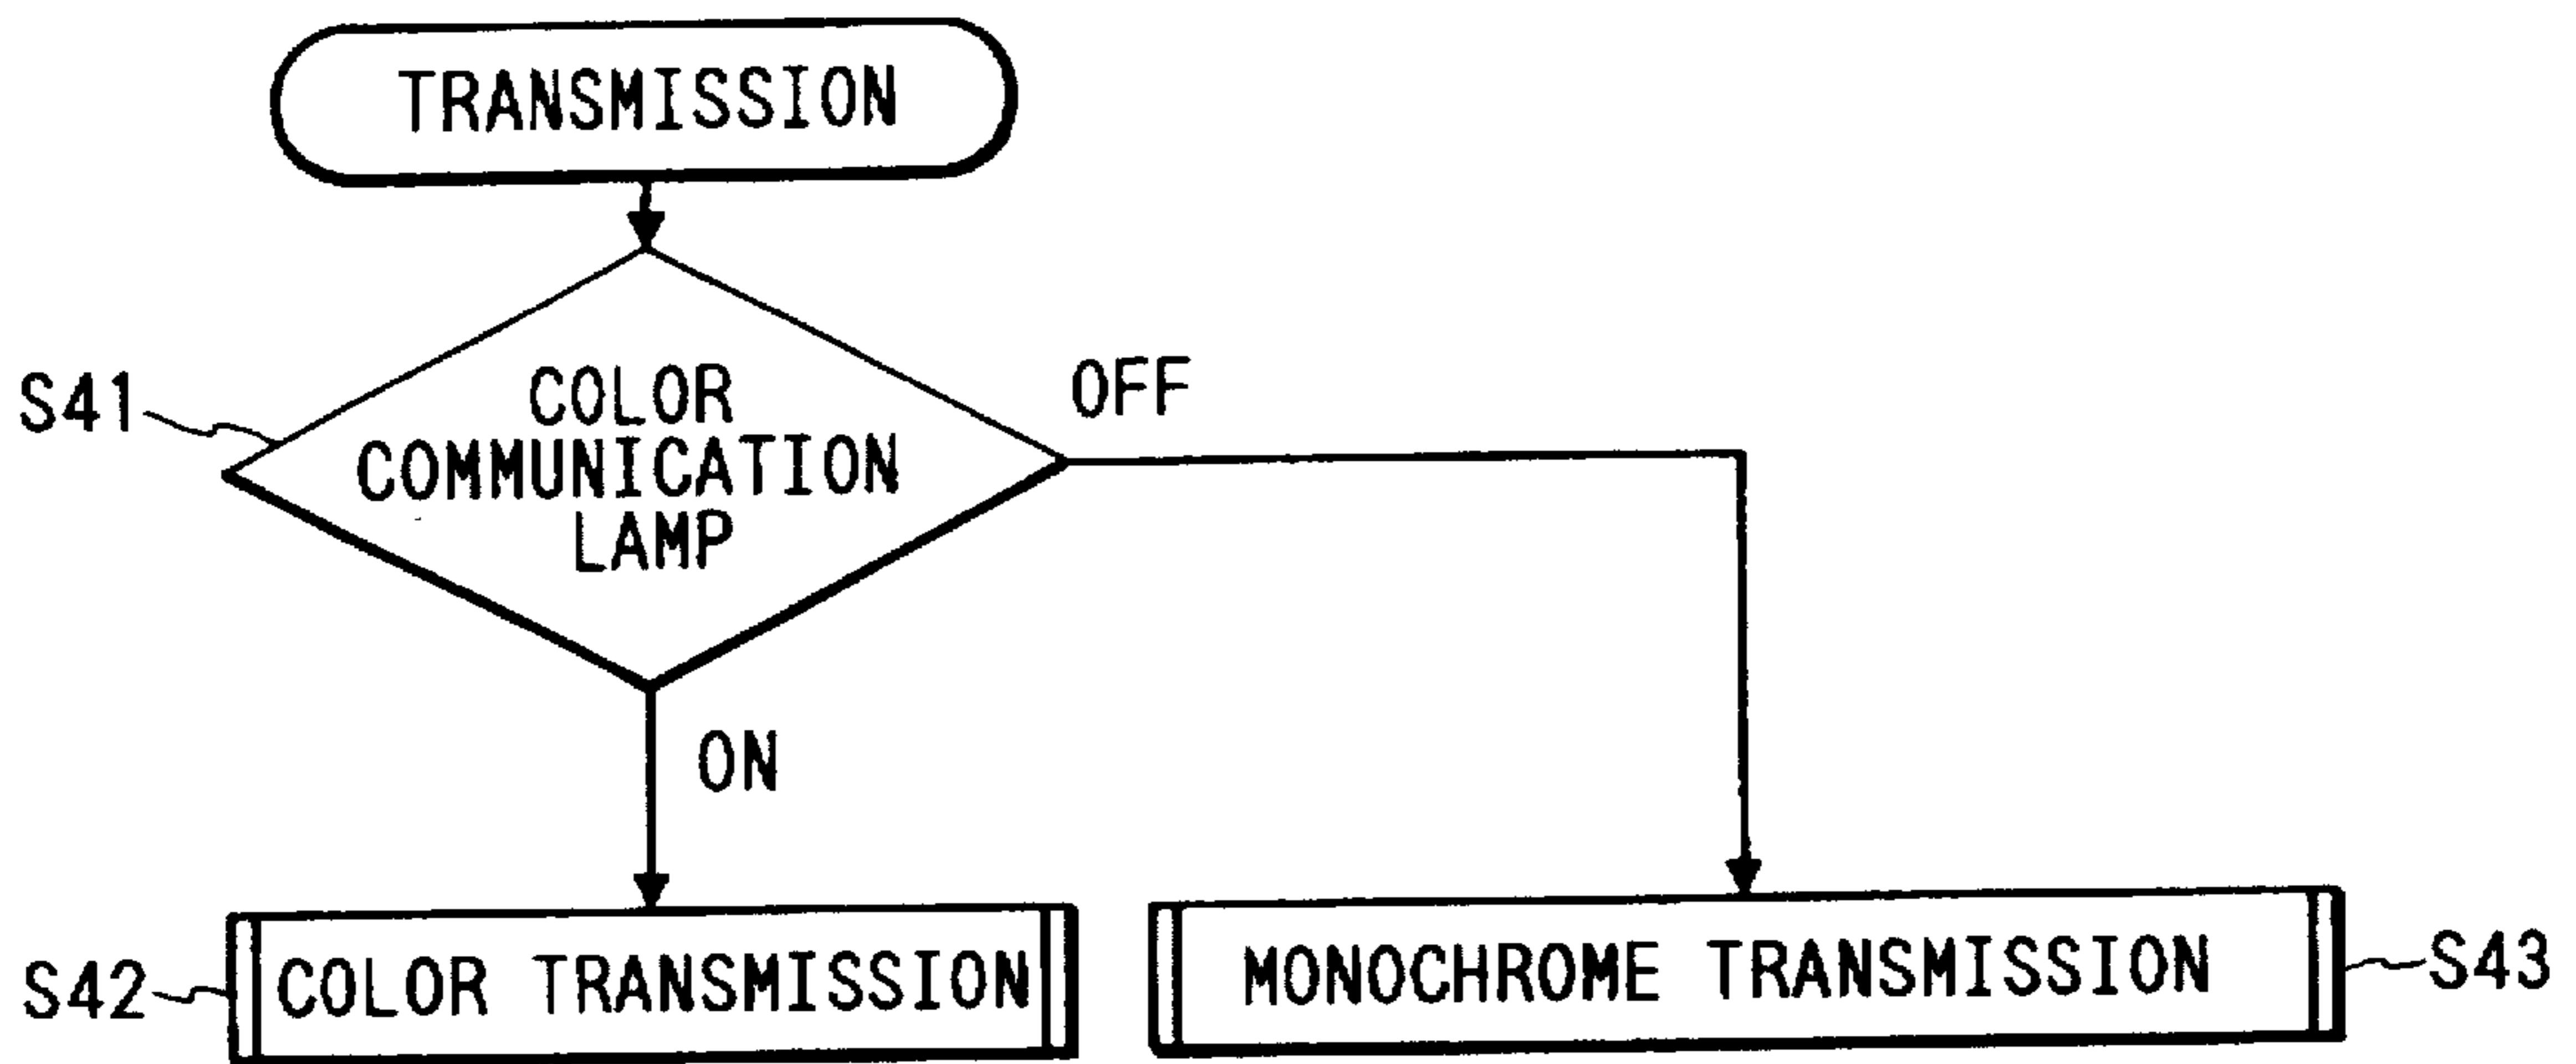 TRANSMISSION
S41
COLOR
COMMUNICATION
LAMP
OFF
ON
S42
COLOR TRANSMISSION
MONOCHROME TRANSMISSION
S43